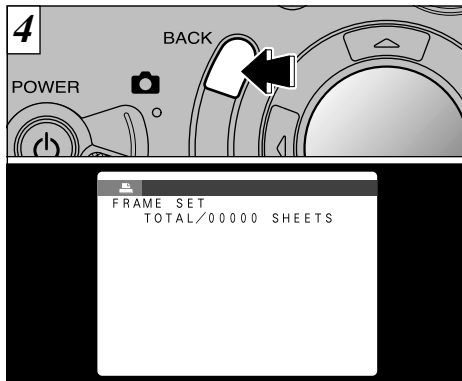 4
BACK
POWER
FRAME SET
TOTAL/00000 SHEETS